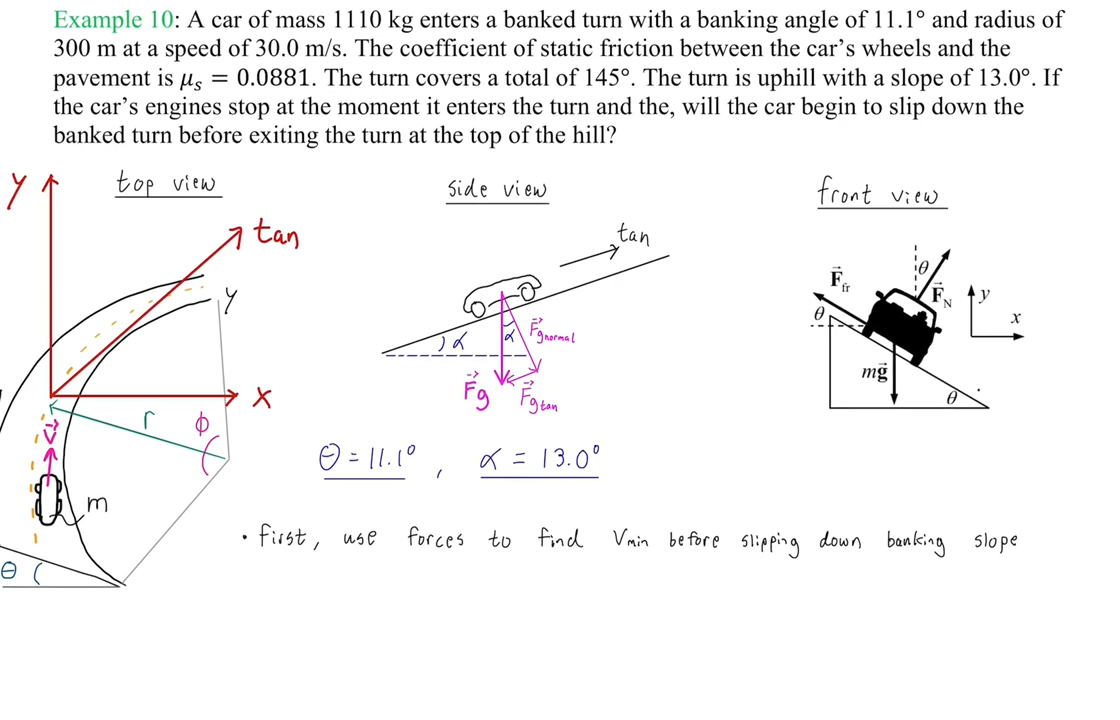 Example 10: A car of mass 1110 kg enters a banked turn with a banking angle of 11.1° and radius of
300 m at a speed of 30.0 m/s. The coefficient of static friction between the car's wheels and the
pavement is μs = 0.0881. The turn covers a total of 145°. The turn is uphill with a slope of 13.0°. If
the car's engines stop at the moment it enters the turn and the, will the car begin to slip down the
banked turn before exiting the turn at the top of the hill?
top view
side view
front view
y
tan
x
r
ϕ
v
m
θ (
y
tan
α
α
Fg normal
Fg
Fg tan
θ
Ffr
θ
FN
y
x
mg
θ
θ = 11.1° , α = 13.0°
• First, use forces to find Vmin before slipping down banking slope